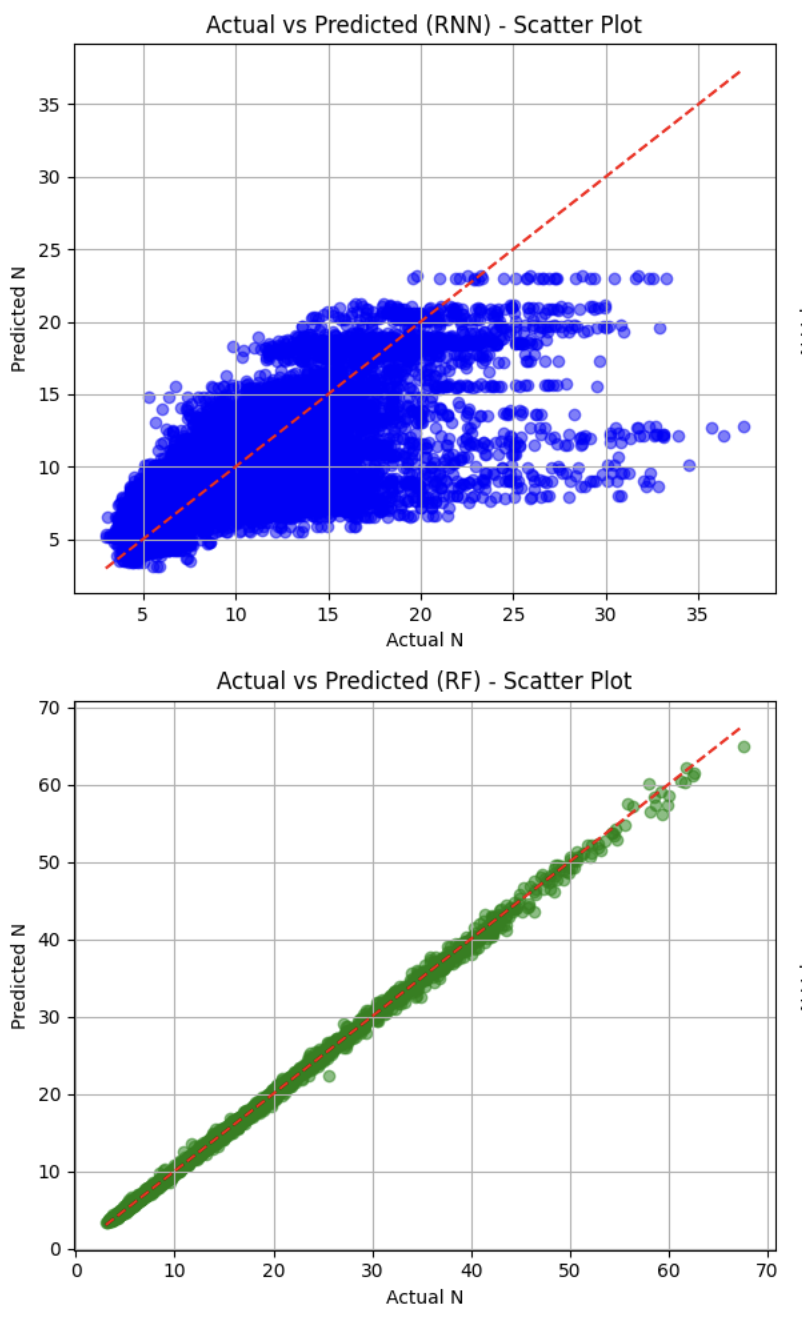 Actual vs Predicted (RNN) - Scatter Plot
35
30
25
20
15
10
5
Predicted N
5 10 15 20 25 30 35
Actual N
Actual vs Predicted (RF) - Scatter Plot
70
60
50
40
30
20
10
0
Predicted N
0 10 20 30 40 50 60 70
Actual N